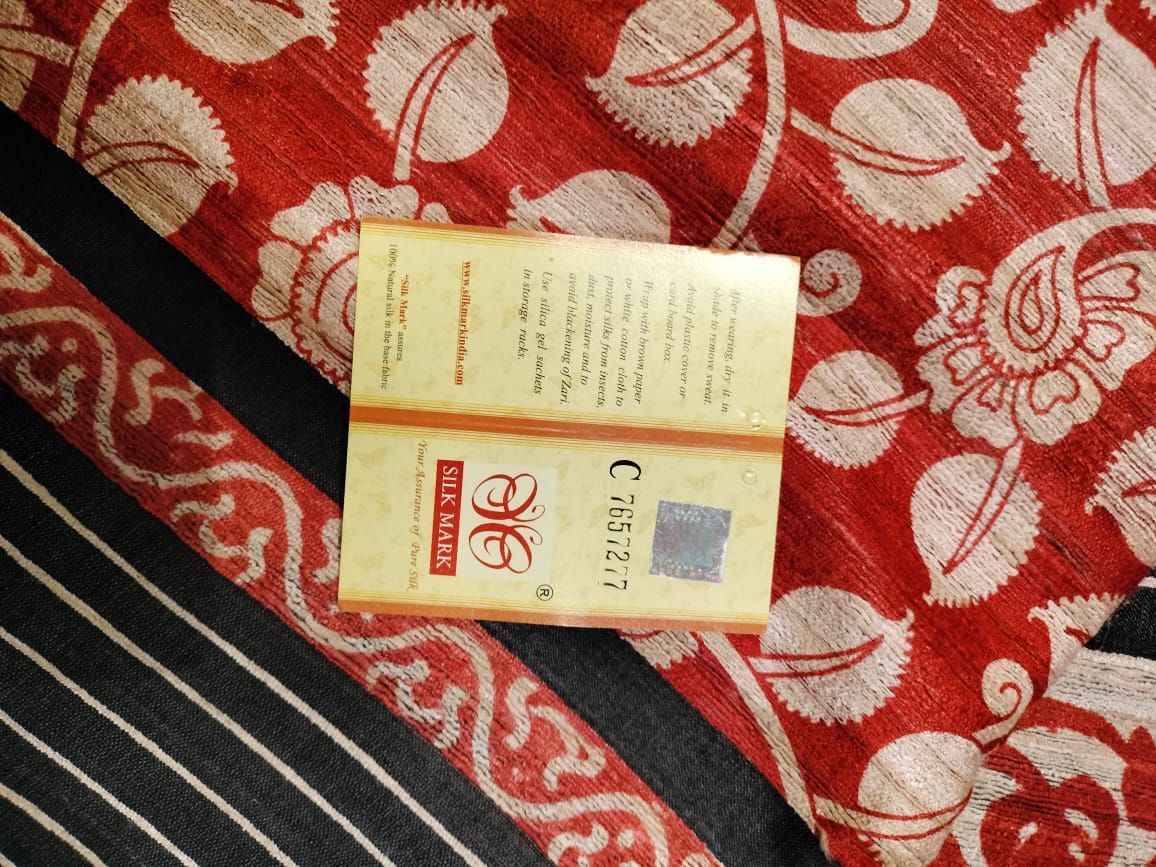 After wearing, dry it in
shade to remove sweat.
Avoid plastic cover or
card board box.
Wrap with brown paper
or white cotton cloth to
protect silks from insects,
dust, moisture and to
avoid blackening of Zari.
Use silica gel sachets
in storage racks.
www.silkmarkindia.com
"Silk Mark" assures
100% Natural silk in the base fabric
C 7657277
®
SILK MARK
Your Assurance of Pure Silk